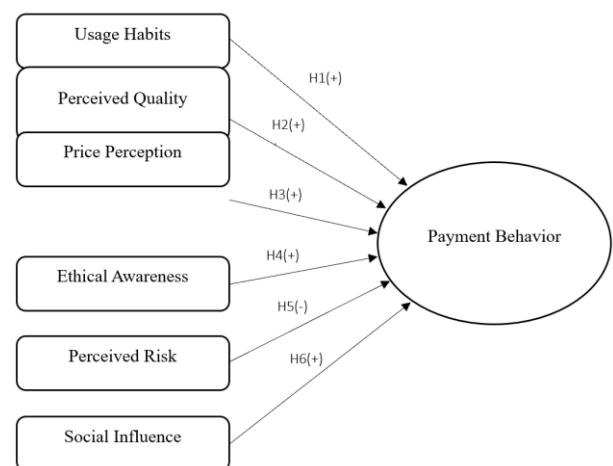 Usage Habits
H1(+)
Perceived Quality
H2(+)
Price Perception
H3(+)
Payment Behavior
H4(+)
Ethical Awareness
H5(-)
Perceived Risk
H6(+)
Social Influence